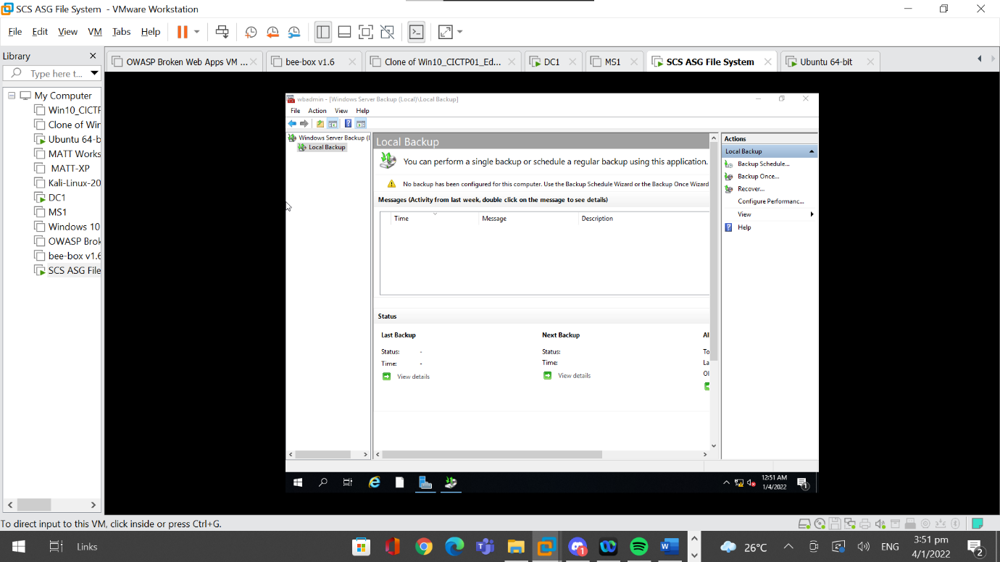 SCS ASG File System - VMware Workstation
File Edit View VM Tabs Help
Library
Type here t...
My Computer
Win10_CICTF
Clone of Wir
Ubuntu 64-b
MATT Works
MATT-XP
Kali-Linux-20
DC1
MS1
Windows 10
OWASP Brok
bee-box v1.6
SCS ASG File
OWASP Broken Web Apps VM ...
bee-box v1.6
Clone of Win10_CICTP01_Ed...
DC1
MS1
SCS ASG File System
Ubuntu 64-bit
wbadmin - [Windows Server Backup (Local)\Local Backup]
File Action View Help
Windows Server Backup (l
Local Backup
Local Backup
You can perform a single backup or schedule a regular backup using this application.
No backup has been configured for this computer. Use the Backup Schedule Wizard or the Backup Once Wizard
Messages (Activity from last week, double click on the message to see details)
Time Message Description
Status
Last Backup
Status: -
Time: -
View details
Next Backup
Status:
Time:
View details
Al
To
La
Ol
Actions
Local Backup
Backup Schedule...
Backup Once...
Recover...
Configure Performanc...
View
Help
12:51 AM
1/4/2022
1
To direct input to this VM, click inside or press Ctrl+G.
Links
1
26°C
ENG
3:51 pm
4/1/2022
2